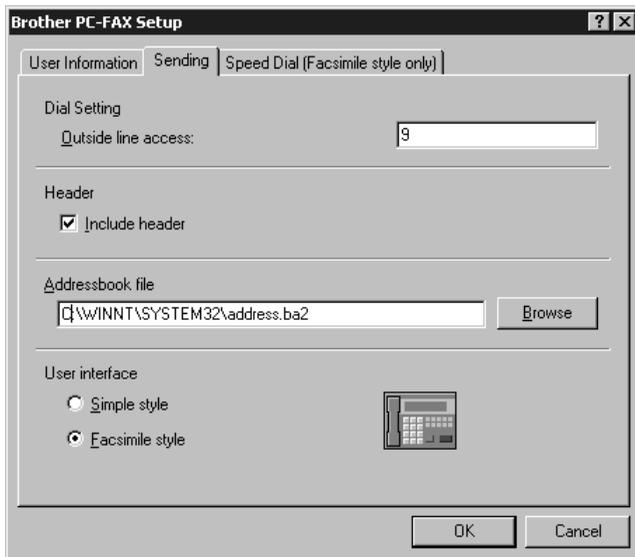 Brother PC-FAX Setup
User Information Sending Speed Dial (Facsimile style only)
Dial Setting
Outside line access: 9
Header
Include header
Addressbook file
C:\WINNT\SYSTEM32\address.ba2 Browse
User interface
Simple style
Facsimile style
OK Cancel